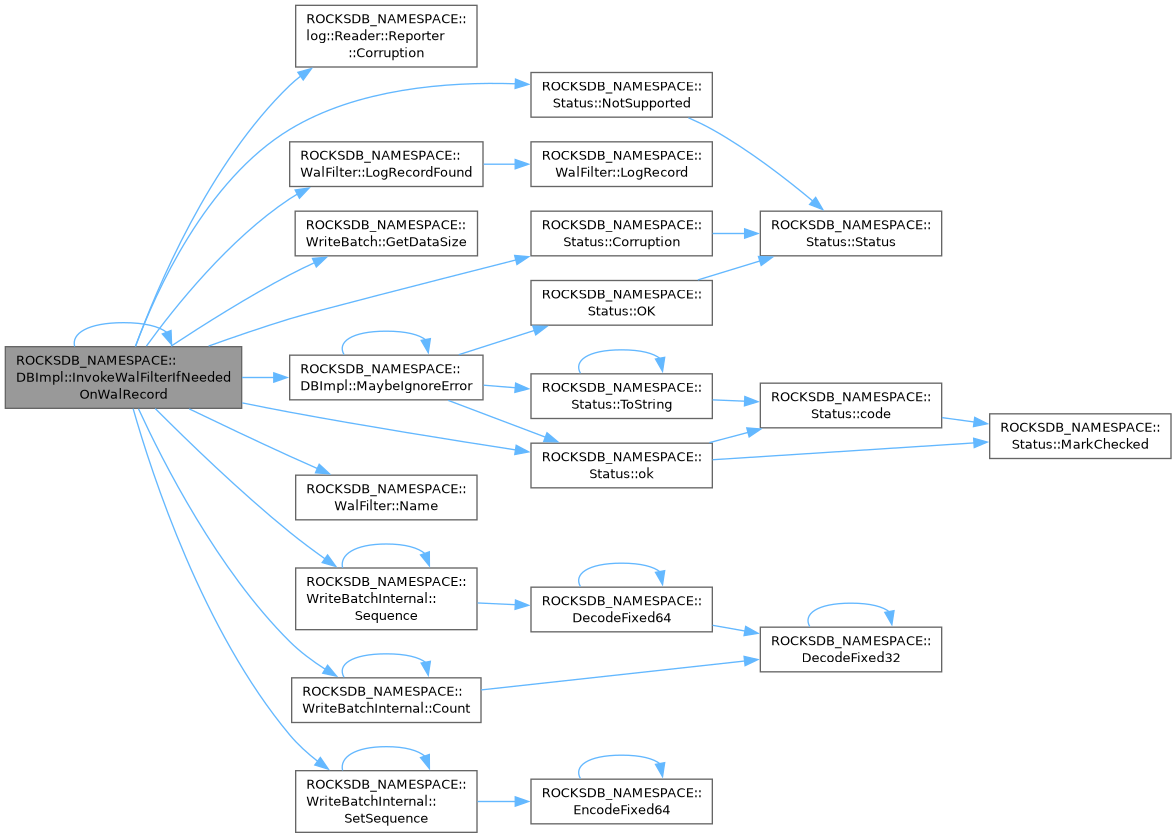 ROCKSDB_NAMESPACE::
log::Reader::Reporter
::Corruption
ROCKSDB_NAMESPACE::
Status::NotSupported
ROCKSDB_NAMESPACE::
WalFilter::LogRecordFound
ROCKSDB_NAMESPACE::
WalFilter::LogRecord
ROCKSDB_NAMESPACE::
WriteBatch::GetDataSize
ROCKSDB_NAMESPACE::
Status::Corruption
ROCKSDB_NAMESPACE::
Status::Status
ROCKSDB_NAMESPACE::
Status::OK
ROCKSDB_NAMESPACE::
DBImpl::InvokeWalFilterIfNeeded
OnWalRecord
ROCKSDB_NAMESPACE::
DBImpl::MaybeIgnoreError
ROCKSDB_NAMESPACE::
Status::ToString
ROCKSDB_NAMESPACE::
Status::code
ROCKSDB_NAMESPACE::
Status::MarkChecked
ROCKSDB_NAMESPACE::
Status::ok
ROCKSDB_NAMESPACE::
WalFilter::Name
ROCKSDB_NAMESPACE::
WriteBatchInternal::
Sequence
ROCKSDB_NAMESPACE::
DecodeFixed64
ROCKSDB_NAMESPACE::
DecodeFixed32
ROCKSDB_NAMESPACE::
WriteBatchInternal::Count
ROCKSDB_NAMESPACE::
WriteBatchInternal::
SetSequence
ROCKSDB_NAMESPACE::
EncodeFixed64